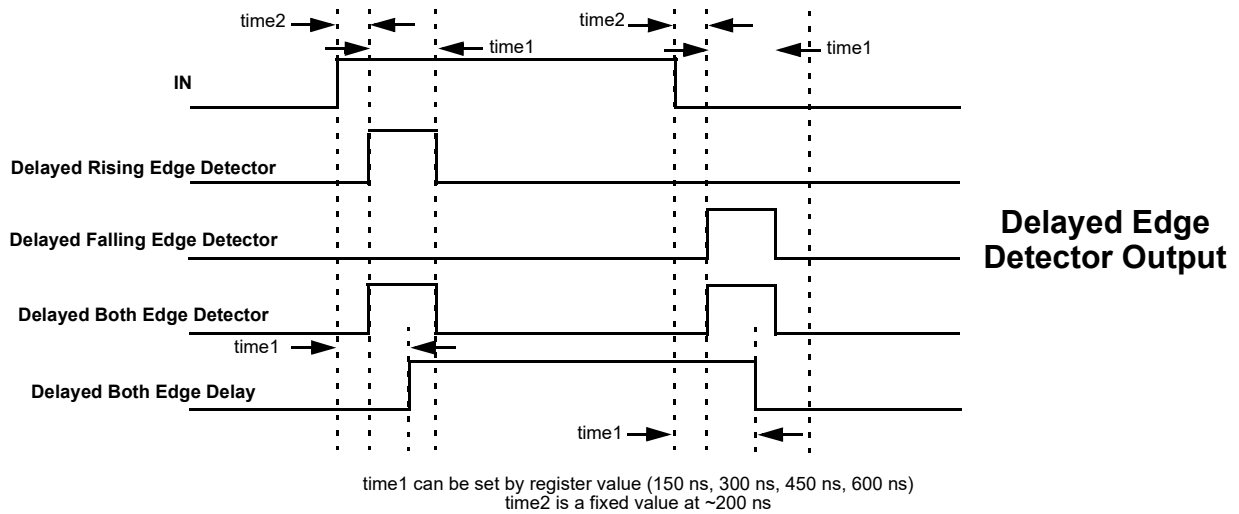 time2
time2
time1
time1
IN
Delayed Rising Edge Detector
Delayed Falling Edge Detector
Delayed Edge
Detector Output
Delayed Both Edge Detector
time1
Delayed Both Edge Delay
time1
time1 can be set by register value (150 ns, 300 ns, 450 ns, 600 ns)
time2 is a fixed value at ~200 ns